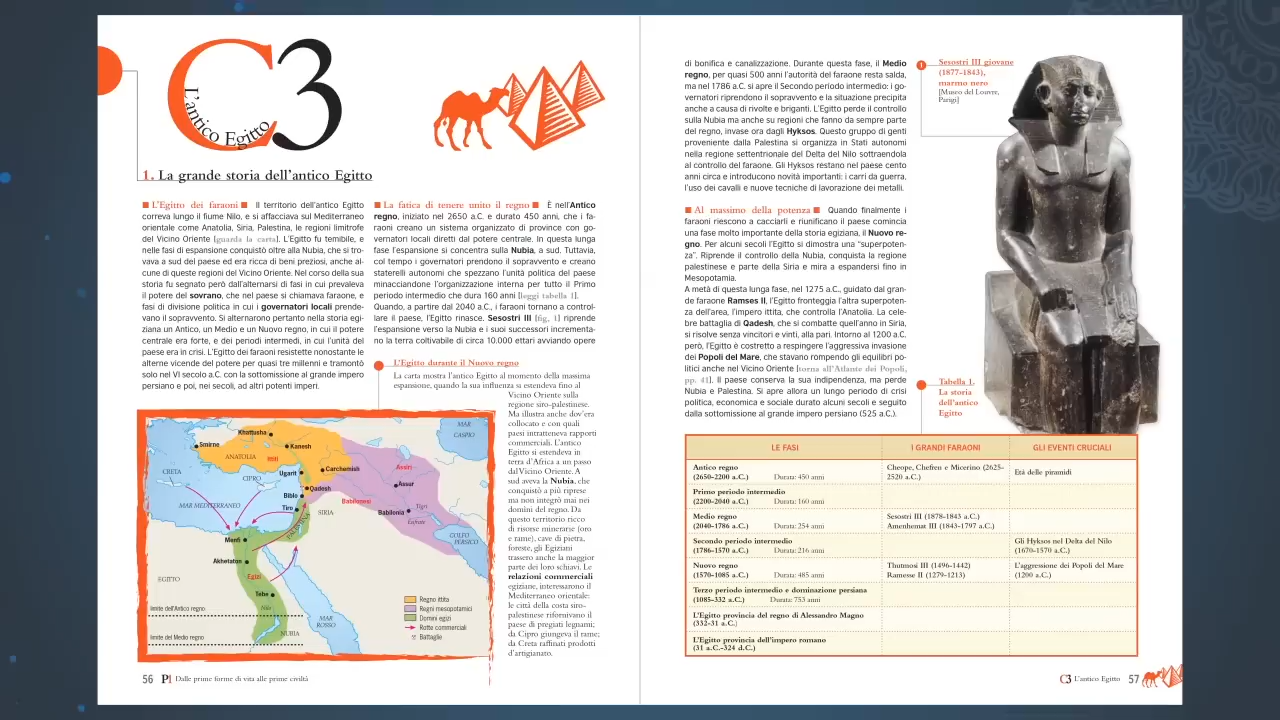 C3
L'antico Egitto
1. La grande storia dell'antico Egitto
■ L'Egitto dei faraoni ■ Il territorio dell'antico Egitto
correva lungo il fiume Nilo, e si affacciava sul Mediterraneo
orientale come Anatolia, Siria, Palestina, le regioni limitrofe
del Vicino Oriente [guarda la carta]. L'Egitto fu temibile, e
nelle fasi di espansione conquistò oltre alla Nubia, che si tro-
vava a sud del paese ed era ricca di beni preziosi, anche al-
cune di queste regioni del Vicino Oriente. Nel corso della sua
storia fu segnato però dall'alternarsi di fasi in cui prevaleva
il potere del sovrano, che nel paese si chiamava faraone, e
fasi di divisione politica in cui i governatori locali prende-
vano il sopravvento. Si alternarono pertanto nella storia egi-
ziana un Antico, un Medio e un Nuovo regno, in cui il potere
centrale era forte, e dei periodi intermedi, in cui l'unità del
paese era in crisi. L'Egitto dei faraoni resistette nonostante le
alterne vicende del potere per quasi tre millenni e tramontò
solo nel VI secolo a.C. con la sottomissione al grande impero
persiano e poi, nei secoli, ad altri potenti imperi.
■ La fatica di tenere unito il regno ■ È nell'Antico
regno, iniziato nel 2650 a.C. e durato 450 anni, che i fa-
raoni creano un sistema organizzato di province con go-
vernatori locali diretti dal potere centrale. In questa lunga
fase l'espansione si concentra sulla Nubia, a sud. Tuttavia,
col tempo i governatori prendono il sopravvento e creano
staterelli autonomi che spezzano l'unità politica del paese
minacciandone l'organizzazione interna per tutto il Primo
periodo intermedio che dura 160 anni [leggi tabella 1].
Quando, a partire dal 2040 a.C., i faraoni tornano a control-
lare il paese, l'Egitto rinasce. Sesostri III [fig. 1] riprende
l'espansione verso la Nubia e i suoi successori incrementa-
no la terra coltivabile di circa 10.000 ettari avviando opere
L'Egitto durante il Nuovo regno
La carta mostra l'antico Egitto al momento della massima
espansione, quando la sua influenza si estendeva fino al
Vicino Oriente sulla
regione siro-palestinese.
Ma illustra anche dov'era
collocato e con quali
paesi intratteneva rapporti
commerciali. L'antico
Egitto si estendeva in
terra d'Africa a un passo
dal Vicino Oriente. A
sud aveva la Nubia, che
conquistò a più riprese
ma non integrò mai nei
domini del regno. Da
questo territorio ricco
di risorse minerarie (oro
e rame), cave di pietra,
foreste, gli Egiziani
trassero anche la maggior
parte dei loro schiavi. Le
relazioni commerciali
egiziane, interessarono il
Mediterraneo orientale:
le città della costa siro-
palestinese rifornivano il
paese di pregiati legnami;
da Cipro giungeva il rame;
da Creta raffinati prodotti
d'artigianato.
MAR
CASPIO
Khattusha
Smirne
Kanesh
ANATOLIA
Ittiti
CRETA
Ugarit
Carchemish
Assiri
CIPRO
Assur
Qadesh
Biblo
Babilonesi
MAR MEDITERRANEO
Tiro
SIRIA
Tigri
Babilonia
Eufrate
PALESTINA
Menfi
GOLFO
PERSICO
Akhetaton
EGITTO
Egizi
Tebe
limite dell'Antico regno
Nilo
MAR
ROSSO
NUBIA
limite del Medio regno
Regno ittita
Regni mesopotamici
Domini egizi
Rotte commerciali
Battaglie
56 P1 Dalle prime forme di vita alle prime civiltà
di bonifica e canalizzazione. Durante questa fase, il Medio
regno, per quasi 500 anni l'autorità del faraone resta salda,
ma nel 1786 a.C. si apre il Secondo periodo intermedio: i go-
vernatori riprendono il sopravvento e la situazione precipita
anche a causa di rivolte e briganti. L'Egitto perde il controllo
sulla Nubia ma anche su regioni che fanno da sempre parte
del regno, invase ora dagli Hyksos. Questo gruppo di genti
proveniente dalla Palestina si organizza in Stati autonomi
nella regione settentrionale del Delta del Nilo sottraendola
al controllo del faraone. Gli Hyksos restano nel paese cento
anni circa e introducono novità importanti: i carri da guerra,
l'uso dei cavalli e nuove tecniche di lavorazione dei metalli.
■ Al massimo della potenza ■ Quando finalmente i
faraoni riescono a cacciarli e riunificano il paese comincia
una fase molto importante della storia egiziana, il Nuovo re-
gno. Per alcuni secoli l'Egitto si dimostra una "superpoten-
za". Riprende il controllo della Nubia, conquista la regione
palestinese e parte della Siria e mira a espandersi fino in
Mesopotamia.
A metà di questa lunga fase, nel 1275 a.C., guidato dal gran-
de faraone Ramses II, l'Egitto fronteggia l'altra superpoten-
za dell'area, l'impero ittita, che controlla l'Anatolia. La cele-
bre battaglia di Qadesh, che si combatte quell'anno in Siria,
si risolve senza vincitori e vinti, alla pari. Intorno al 1200 a.C.
però, l'Egitto è costretto a respingere l'aggressiva invasione
dei Popoli del Mare, che stavano rompendo gli equilibri po-
litici anche nel Vicino Oriente [torna all'Atlante dei Popoli,
pp. 41]. Il paese conserva la sua indipendenza, ma perde
Nubia e Palestina. Si apre allora un lungo periodo di crisi
politica, economica e sociale durato alcuni secoli e seguito
dalla sottomissione al grande impero persiano (525 a.C.).
1
Sesostri III giovane
(1877-1843),
marmo nero
[Museo del Louvre,
Parigi]
Tabella 1.
La storia
dell'antico
Egitto
LE FASI I GRANDI FARAONI GLI EVENTI CRUCIALI
Antico regno
(2650-2200 a.C.) Durata: 450 anni
Cheope, Chefren e Micerino (2625-
2520 a.C.)
Età delle piramidi
Primo periodo intermedio
(2200-2040 a.C.) Durata: 160 anni
Medio regno
(2040-1786 a.C.) Durata: 254 anni
Sesostri III (1878-1843 a.C.)
Amenhemat III (1843-1797 a.C.)
Secondo periodo intermedio
(1786-1570 a.C.) Durata: 216 anni
Gli Hyksos nel Delta del Nilo
(1670-1570 a.C.)
Nuovo regno
(1570-1085 a.C.) Durata: 485 anni
Thutmosi III (1496-1442)
Ramesse II (1279-1213)
L'aggressione dei Popoli del Mare
(1200 a.C.)
Terzo periodo intermedio e dominazione persiana
(1085-332 a.C.) Durata: 753 anni
L'Egitto provincia del regno di Alessandro Magno
(332-31 a.C.)
L'Egitto provincia dell'impero romano
(31 a.C.-324 d.C.)
C3 L'antico Egitto 57